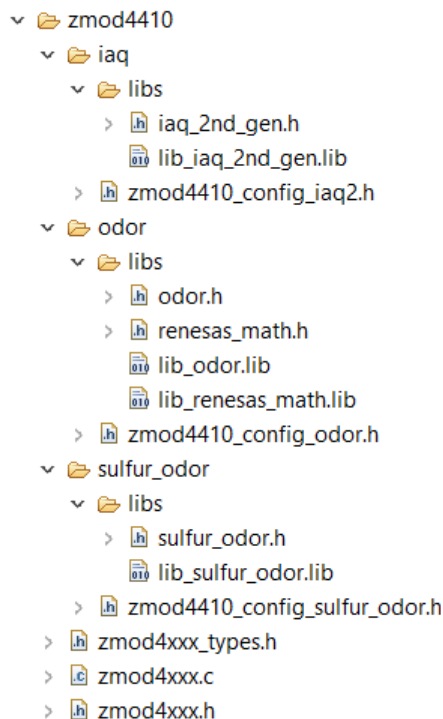 zmod4410
iaq
libs
iaq_2nd_gen.h
lib_iaq_2nd_gen.lib
zmod4410_config_iaq2.h
odor
libs
odor.h
renesas_math.h
lib_odor.lib
lib_renesas_math.lib
zmod4410_config_odor.h
sulfur_odor
libs
sulfur_odor.h
lib_sulfur_odor.lib
zmod4410_config_sulfur_odor.h
zmod4xxx_types.h
zmod4xxx.c
zmod4xxx.h